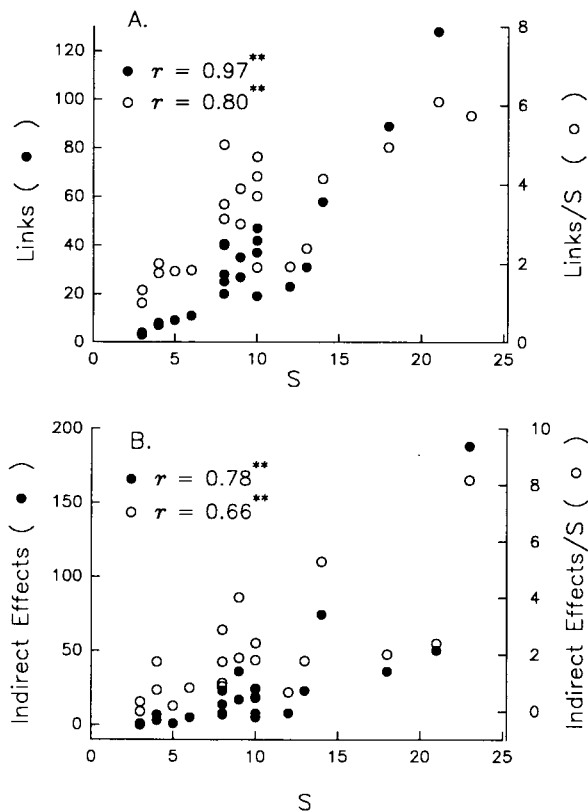 A.
● r = 0.97**
○ r = 0.80**
Links ( ● )
120
100
80
60
40
20
0
Links/S ( ○ )
8
6
4
2
0
0 5 10 15 20 25
S
B.
● r = 0.78**
○ r = 0.66**
Indirect Effects ( ● )
200
150
100
50
0
Indirect Effects/S ( ○ )
10
8
6
4
2
0
0 5 10 15 20 25
S